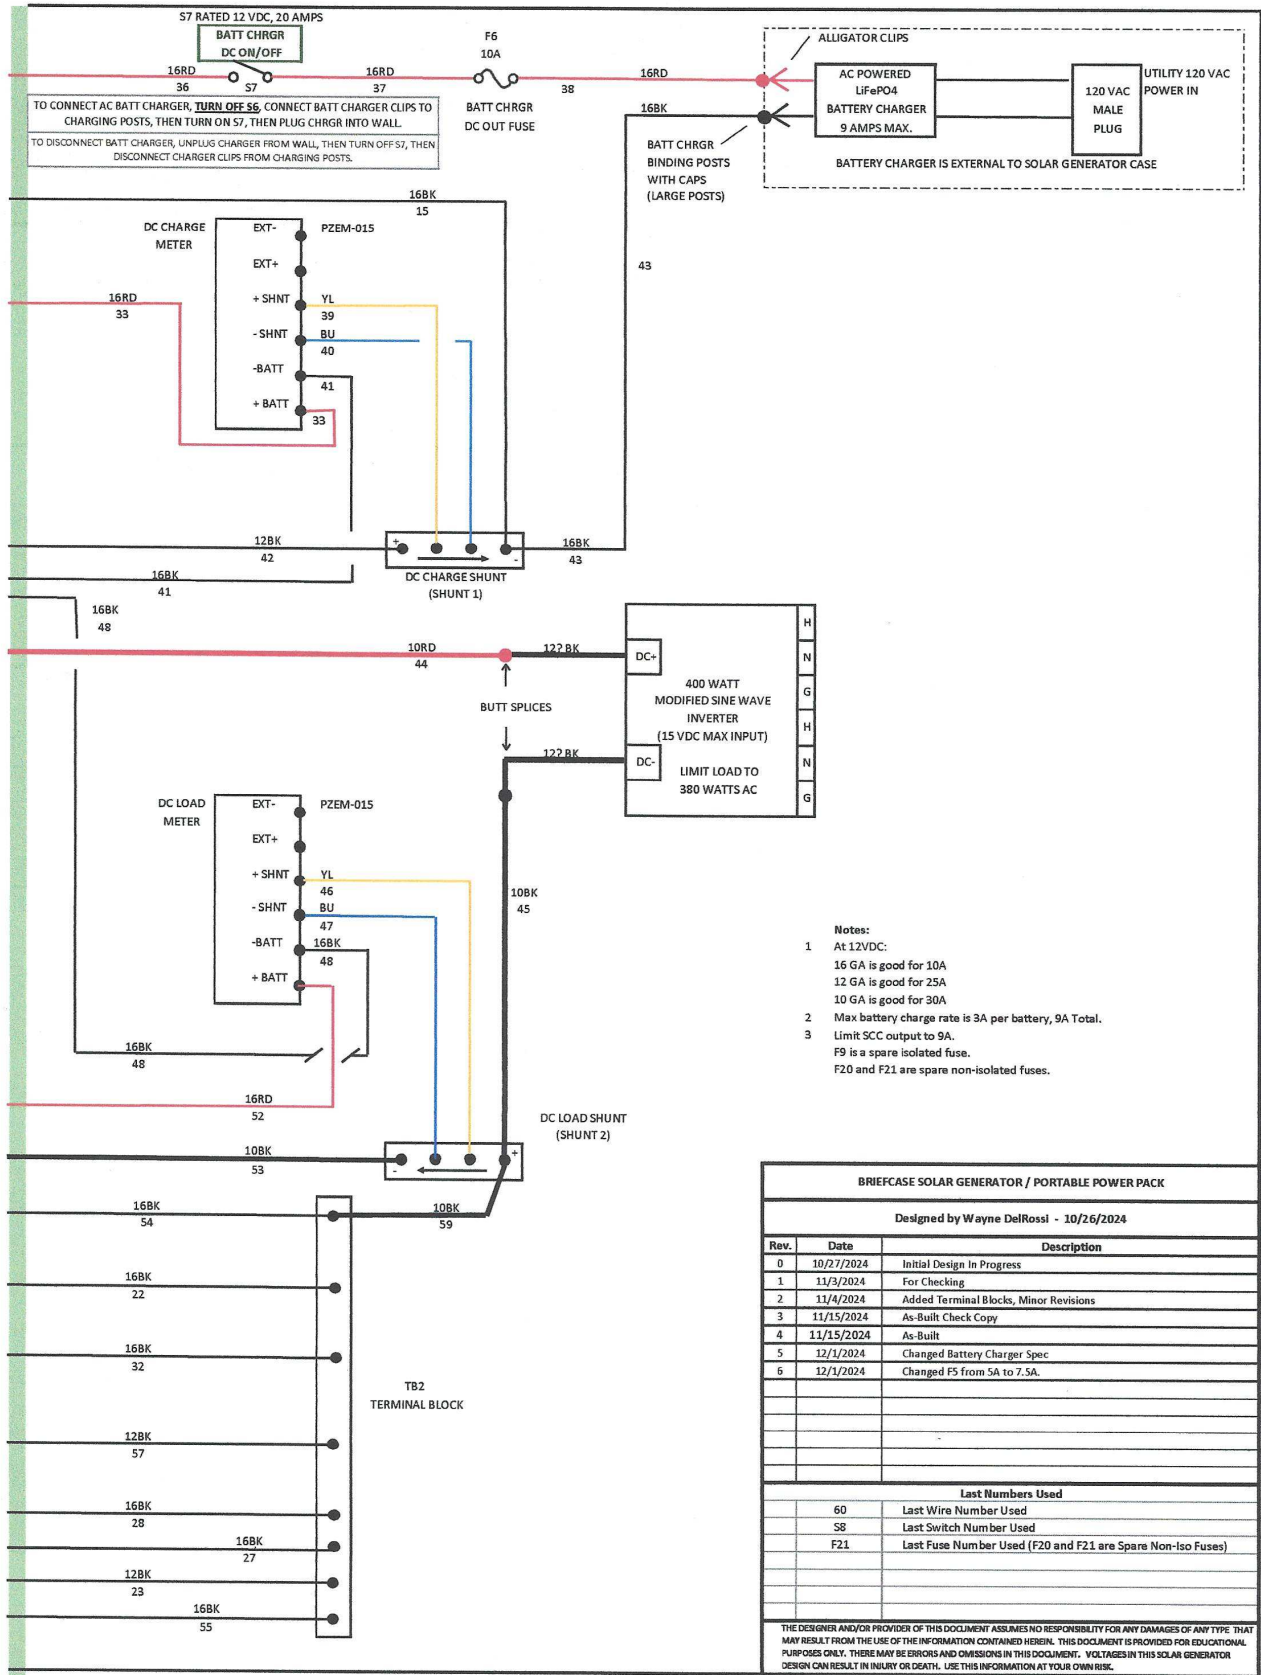 S7 RATED 12 VDC, 20 AMPS
BATT CHRGR
DC ON/OFF
16RD
36
S7
16RD
37
F6
10A
BATT CHRGR
DC OUT FUSE
16RD
38
TO CONNECT AC BATT CHARGER, TURN OFF S6, CONNECT BATT CHARGER CLIPS TO
CHARGING POSTS, THEN TURN ON S7, THEN PLUG CHRGR INTO WALL.
TO DISCONNECT BATT CHARGER, UNPLUG CHARGER FROM WALL, THEN TURN OFF S7, THEN
DISCONNECT CHARGER CLIPS FROM CHARGING POSTS.
ALLIGATOR CLIPS
AC POWERED
LiFePO4
BATTERY CHARGER
9 AMPS MAX.
120 VAC
MALE
PLUG
UTILITY 120 VAC
POWER IN
BATTERY CHARGER IS EXTERNAL TO SOLAR GENERATOR CASE
16BK
BATT CHRGR
BINDING POSTS
WITH CAPS
(LARGE POSTS)
43
16BK
15
DC CHARGE
METER
EXT-
PZEM-015
EXT+
+ SHNT
YL
39
- SHNT
BU
40
-BATT
41
+ BATT
33
16RD
33
12BK
42
+
-
16BK
43
DC CHARGE SHUNT
(SHUNT 1)
16BK
41
16BK
48
10RD
44
12? BK
BUTT SPLICES
12? BK
DC+
DC-
400 WATT
MODIFIED SINE WAVE
INVERTER
(15 VDC MAX INPUT)
LIMIT LOAD TO
380 WATTS AC
H
N
G
H
N
G
DC LOAD
METER
EXT-
PZEM-015
EXT+
+ SHNT
YL
46
- SHNT
BU
47
-BATT
16BK
48
+ BATT
10BK
45
16BK
48
16RD
52
DC LOAD SHUNT
(SHUNT 2)
10BK
53
-
+
16BK
54
10BK
59
16BK
22
16BK
32
TB2
TERMINAL BLOCK
12BK
57
16BK
28
16BK
27
12BK
23
16BK
55
Notes:
1 At 12VDC:
16 GA is good for 10A
12 GA is good for 25A
10 GA is good for 30A
2 Max battery charge rate is 3A per battery, 9A Total.
3 Limit SCC output to 9A.
F9 is a spare isolated fuse.
F20 and F21 are spare non-isolated fuses.
BRIEFCASE SOLAR GENERATOR / PORTABLE POWER PACK
Designed by Wayne DelRossi - 10/26/2024
Rev. Date Description
0 10/27/2024 Initial Design In Progress
1 11/3/2024 For Checking
2 11/4/2024 Added Terminal Blocks, Minor Revisions
3 11/15/2024 As-Built Check Copy
4 11/15/2024 As-Built
5 12/1/2024 Changed Battery Charger Spec
6 12/1/2024 Changed F5 from 5A to 7.5A.
Last Numbers Used
60 Last Wire Number Used
S8 Last Switch Number Used
F21 Last Fuse Number Used (F20 and F21 are Spare Non-Iso Fuses)
THE DESIGNER AND/OR PROVIDER OF THIS DOCUMENT ASSUMES NO RESPONSIBILITY FOR ANY DAMAGES OF ANY TYPE THAT
MAY RESULT FROM THE USE OF THE INFORMATION CONTAINED HEREIN. THIS DOCUMENT IS PROVIDED FOR EDUCATIONAL
PURPOSES ONLY. THERE MAY BE ERRORS AND OMISSIONS IN THIS DOCUMENT. VOLTAGES IN THIS SOLAR GENERATOR
DESIGN CAN RESULT IN INJURY OR DEATH. USE THIS INFORMATION AT YOUR OWN RISK.